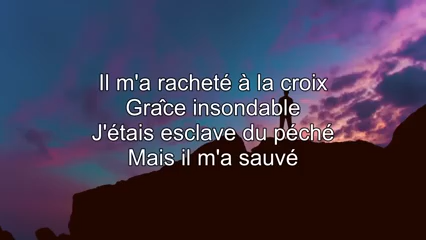 Il m'a racheté à la croix
Grâce insondable
J'étais esclave du péché
Mais il m'a sauvé